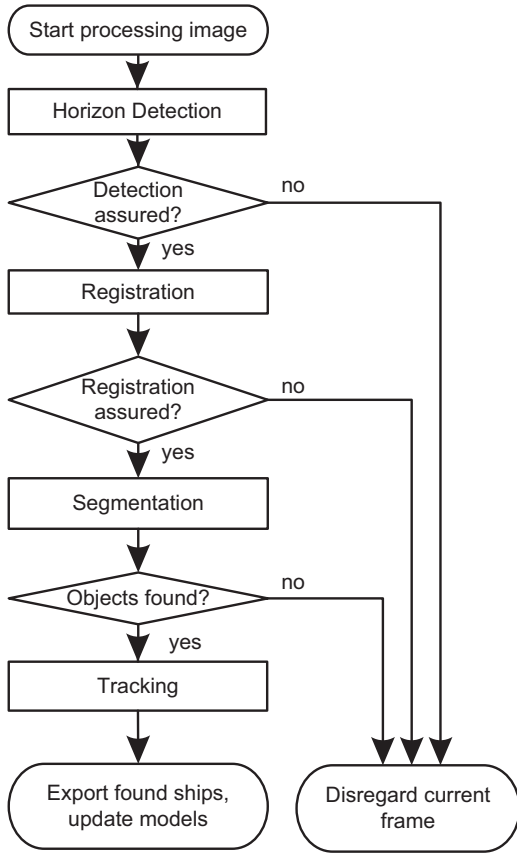 Start processing image
Horizon Detection
Detection
assured?
no
yes
Registration
Registration
assured?
no
yes
Segmentation
Objects found?
no
yes
Tracking
Export found ships,
update models
Disregard current
frame